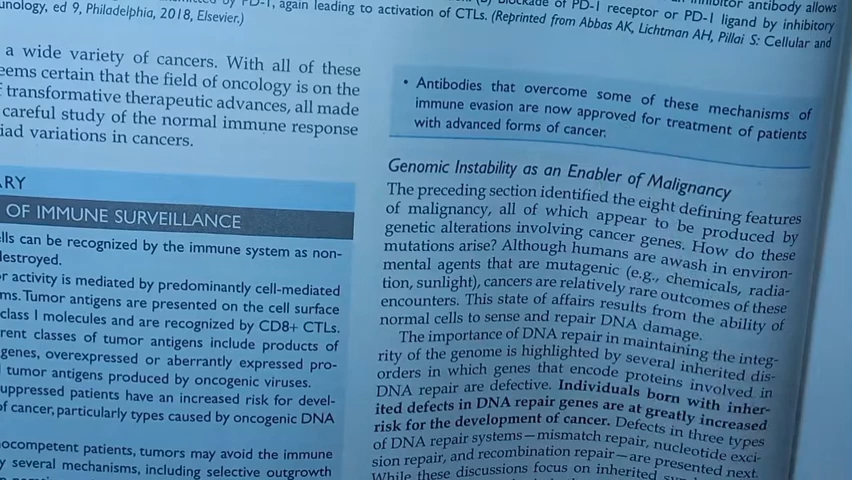 unology, ed 9, Philadelphia, 2018, Elsevier.)
by PD-1, again leading to activation of CTLs. (B) Blockade of PD-1 receptor or PD-1 ligand by inhibitory
inhibitor antibody allows
(Reprinted from Abbas AK, Lichtman AH, Pillai S: Cellular and
a wide variety of cancers. With all of these
eems certain that the field of oncology is on the
transformative therapeutic advances, all made
careful study of the normal immune response
iad variations in cancers.
ARY
OF IMMUNE SURVEILLANCE
lls can be recognized by the immune system as non-
destroyed.
r activity is mediated by predominantly cell-mediated
ms. Tumor antigens are presented on the cell surface
class I molecules and are recognized by CD8+ CTLs.
rent classes of tumor antigens include products of
genes, overexpressed or aberrantly expressed pro-
tumor antigens produced by oncogenic viruses.
uppressed patients have an increased risk for devel-
of cancer, particularly types caused by oncogenic DNA
ocompetent patients, tumors may avoid the immune
y several mechanisms, including selective outgrowth
• Antibodies that overcome some of these mechanisms of
immune evasion are now approved for treatment of patients
with advanced forms of cancer.
Genomic Instability as an Enabler of Malignancy
The preceding section identified the eight defining features
of malignancy, all of which appear to be produced by
genetic alterations involving cancer genes. How do these
mutations arise? Although humans are awash in environ-
mental agents that are mutagenic (e.g., chemicals, radia-
tion, sunlight), cancers are relatively rare outcomes of these
encounters. This state of affairs results from the ability of
normal cells to sense and repair DNA damage.
The importance of DNA repair in maintaining the integ-
rity of the genome is highlighted by several inherited dis-
orders in which genes that encode proteins involved in
DNA repair are defective. Individuals born with inher-
ited defects in DNA repair genes are at greatly increased
risk for the development of cancer. Defects in three types
of DNA repair systems—mismatch repair, nucleotide exci-
sion repair, and recombination repair—are presented next.
While these discussions focus on inherited